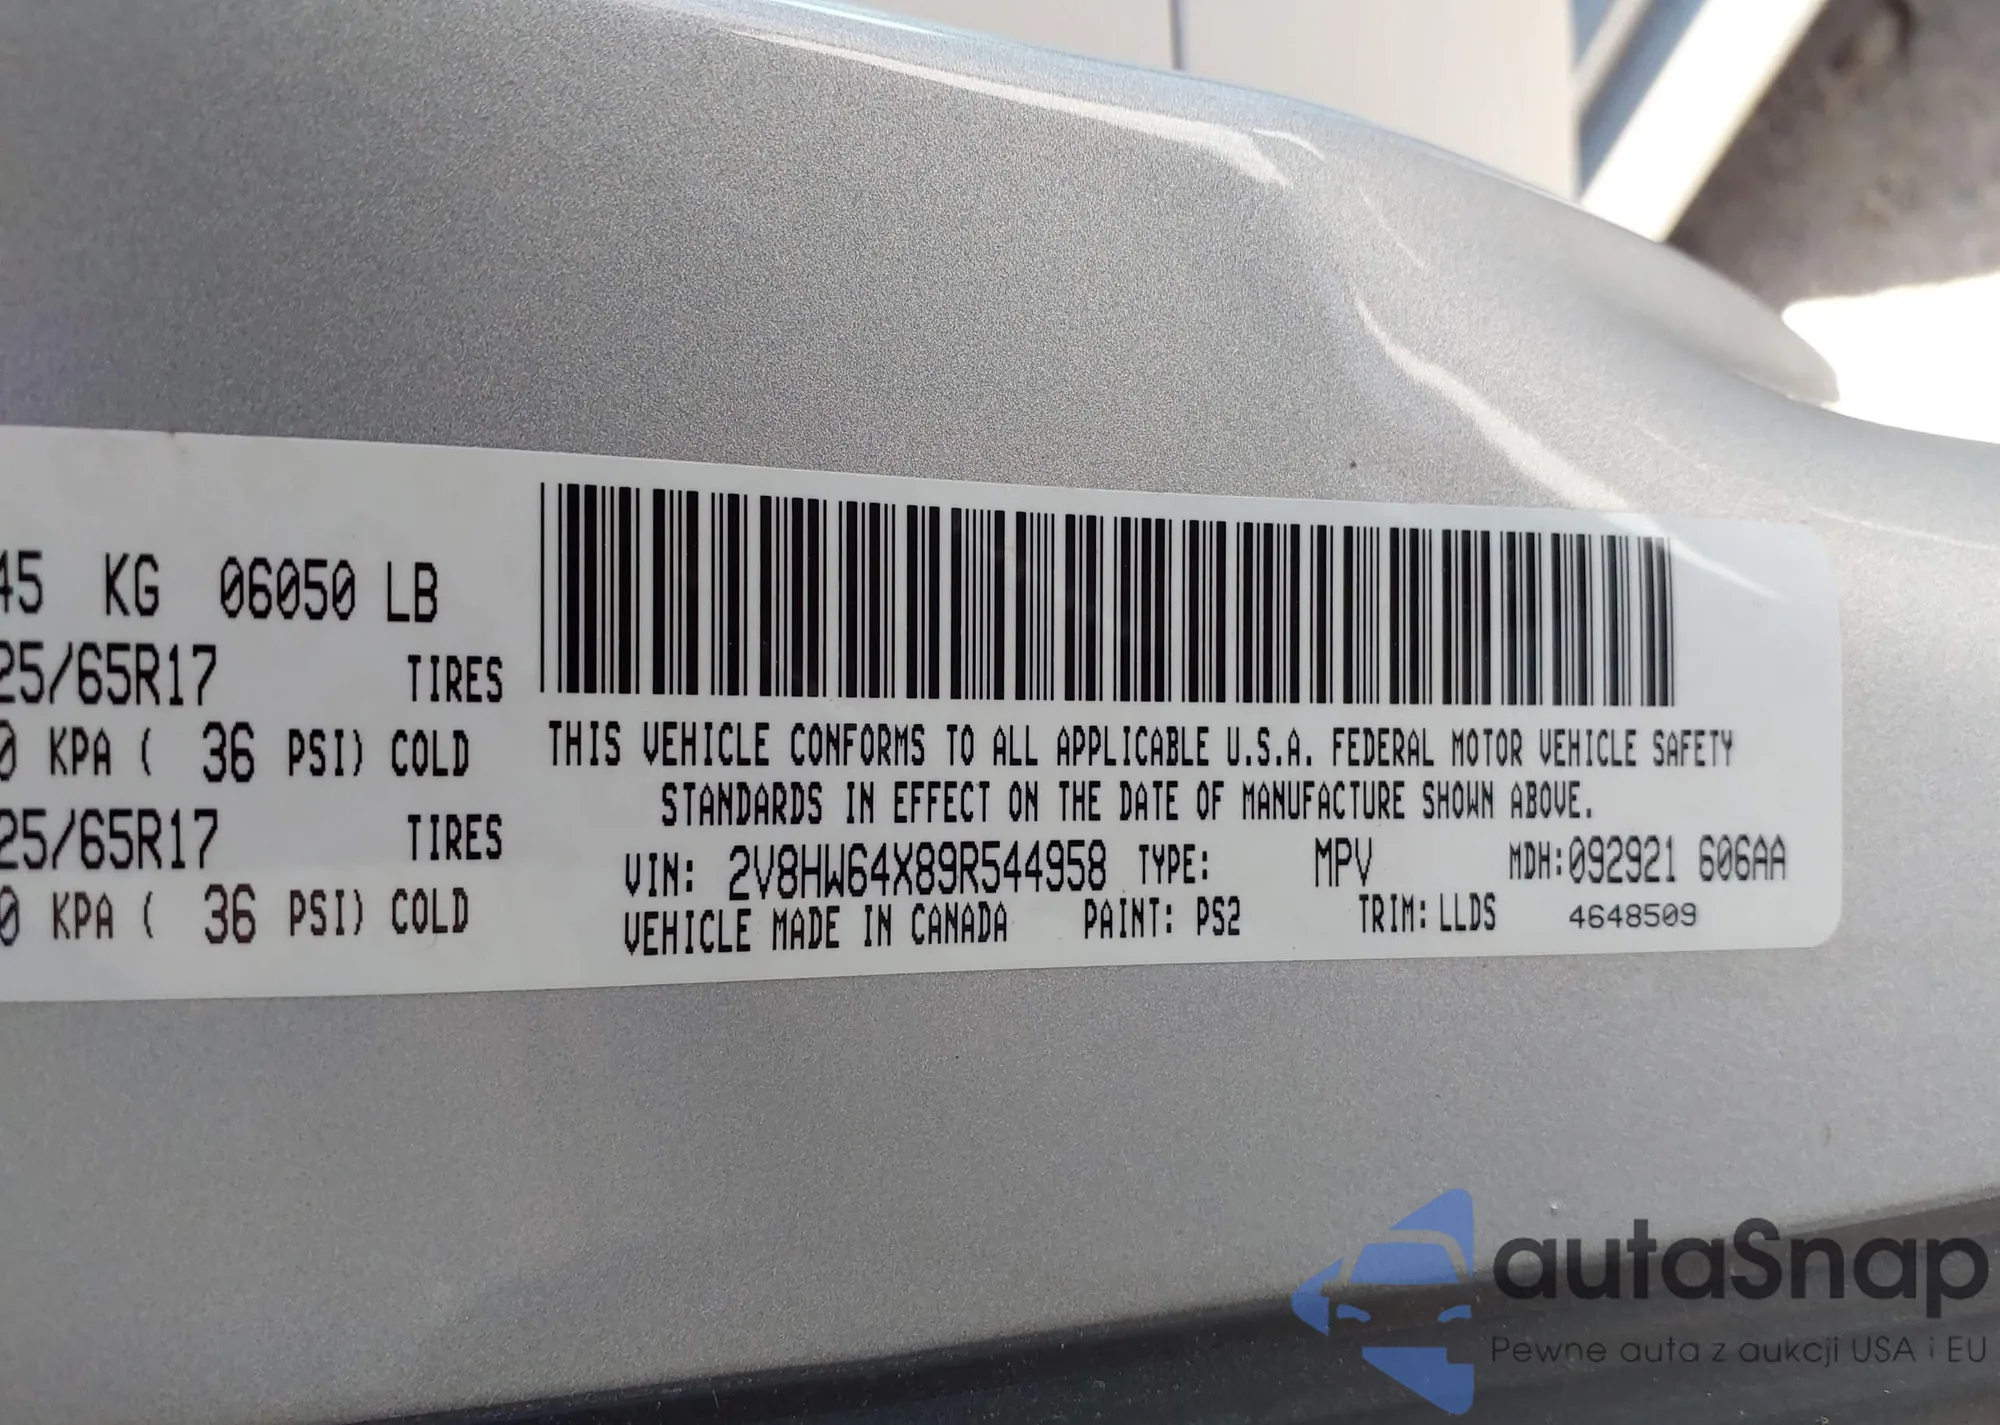 45 KG 06050 LB
25/65R17 TIRES
0 KPA ( 36 PSI) COLD
25/65R17 TIRES
0 KPA ( 36 PSI) COLD
THIS VEHICLE CONFORMS TO ALL APPLICABLE U.S.A. FEDERAL MOTOR VEHICLE SAFETY
STANDARDS IN EFFECT ON THE DATE OF MANUFACTURE SHOWN ABOVE.
VIN: 2V8HW64X89R544958 TYPE: MPV MDH:092921 606AA
VEHICLE MADE IN CANADA PAINT: PS2 TRIM: LLDS 4648509
autaSnap
Pewne auta z aukcji USA i EU